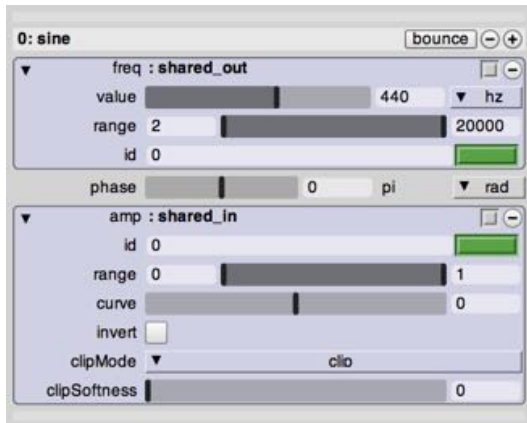 0: sine bounce
freq : shared_out
value 440 hz
range 2 20000
id 0
phase 0 pi rad
amp : shared_in
id 0
range 0 1
curve 0
invert
clipMode clip
clipSoftness 0